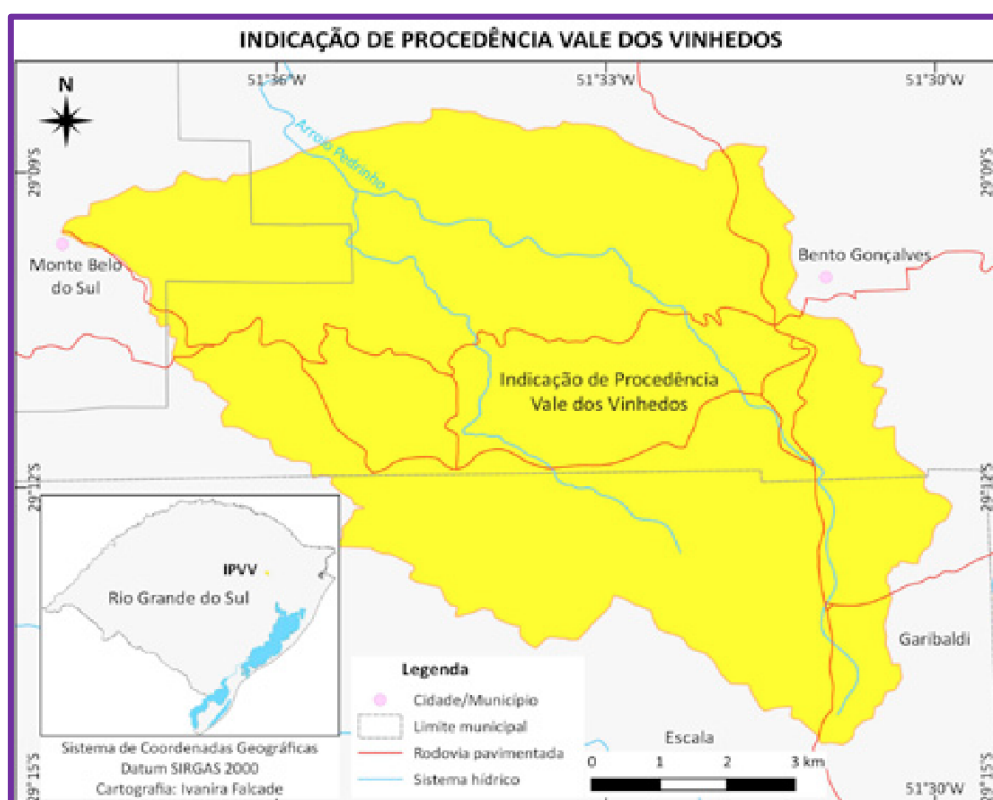 INDICAÇÃO DE PROCEDÊNCIA VALE DOS VINHEDOS
51°36'W
51°33'W
51°30'W
N
Arroio Pedrinho
29°09'S
29°09'S
Monte Belo
do Sul
Bento Gonçalves
Indicação de Procedência
Vale dos Vinhedos
29°12'S
29°12'S
IPVV
Rio Grande do Sul
Garibaldi
Legenda
Cidade/Município
Limite municipal
Rodovia pavimentada
Sistema hídrico
Escala
0 1 2 3 km
Sistema de Coordenadas Geográficas
Datum SIRGAS 2000
Cartografia: Ivanira Falcade
29°15'S
29°15'S
51°30'W